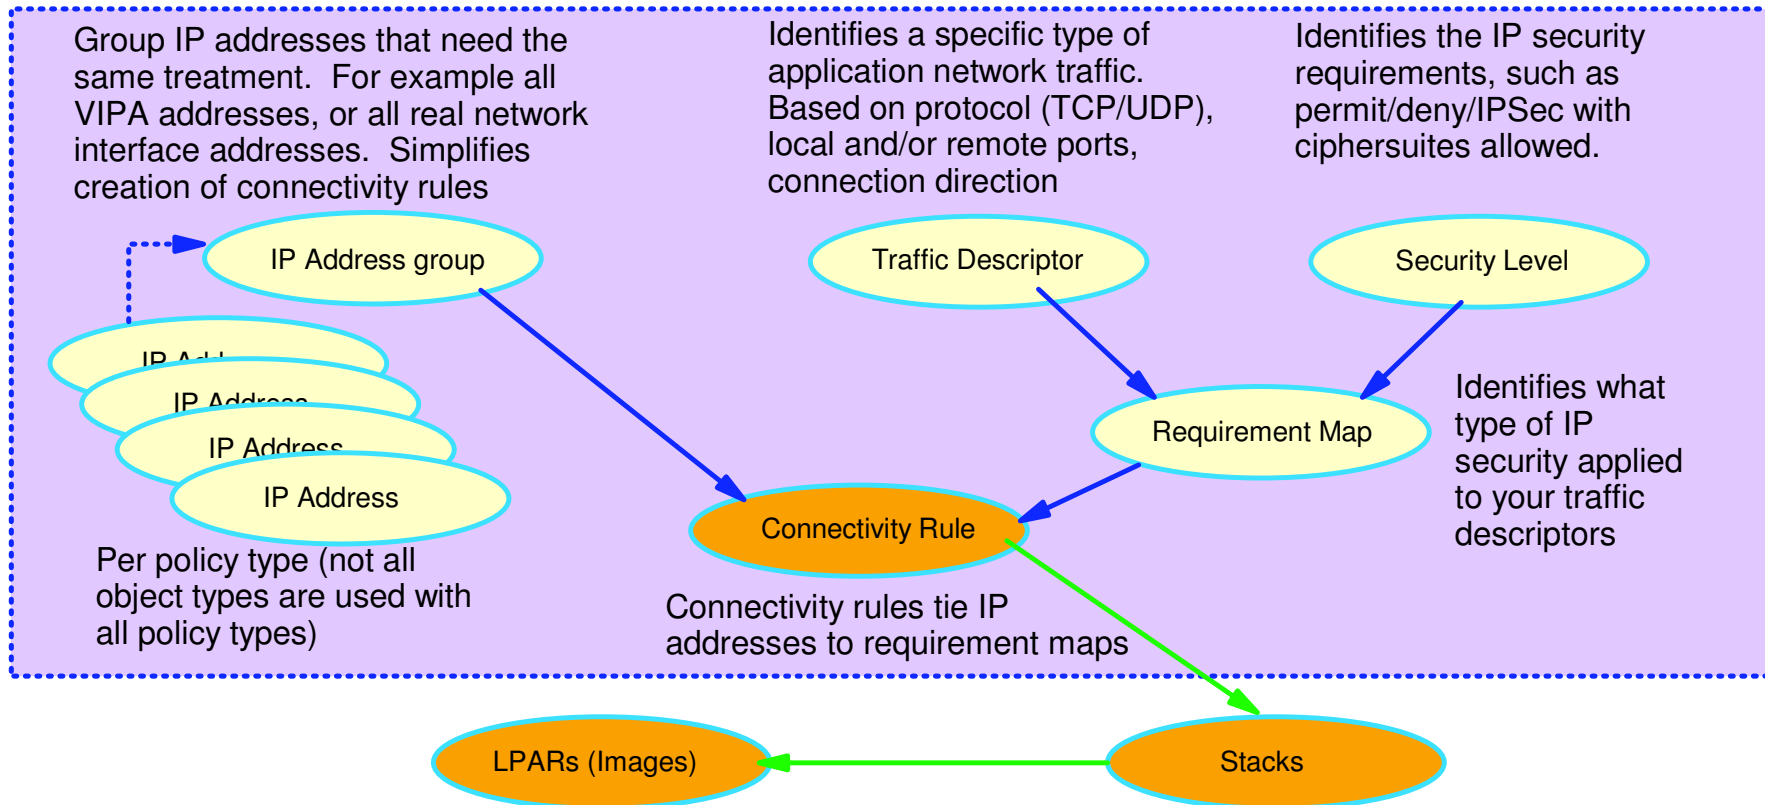 Group IP addresses that need the
same treatment.  For example all
VIPA addresses, or all real network
interface addresses.  Simplifies
creation of connectivity rules
Identifies a specific type of
application network traffic.
Based on protocol (TCP/UDP),
local and/or remote ports,
connection direction
Identifies the IP security
requirements, such as
permit/deny/IPSec with
ciphersuites allowed.
IP Address group
Traffic Descriptor
Security Level
IP Address
IP Address
IP Address
IP Address
Requirement Map
Identifies what
type of IP
security applied
to your traffic
descriptors
Connectivity Rule
Per policy type (not all
object types are used with
all policy types)
Connectivity rules tie IP
addresses to requirement maps
LPARs (Images)
Stacks